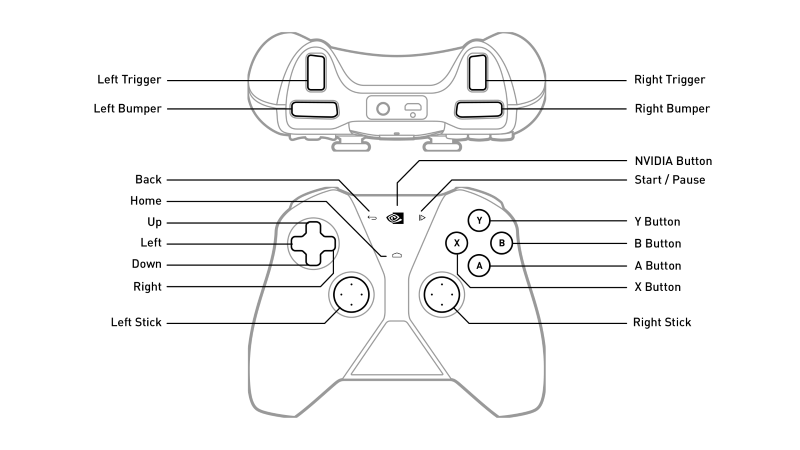 Left Trigger
Right Trigger
Left Bumper
Right Bumper
NVIDIA Button
Back
Start / Pause
Home
Up
Y
Y Button
Left
X
B
B Button
Down
A
A Button
Right
X Button
Left Stick
Right Stick